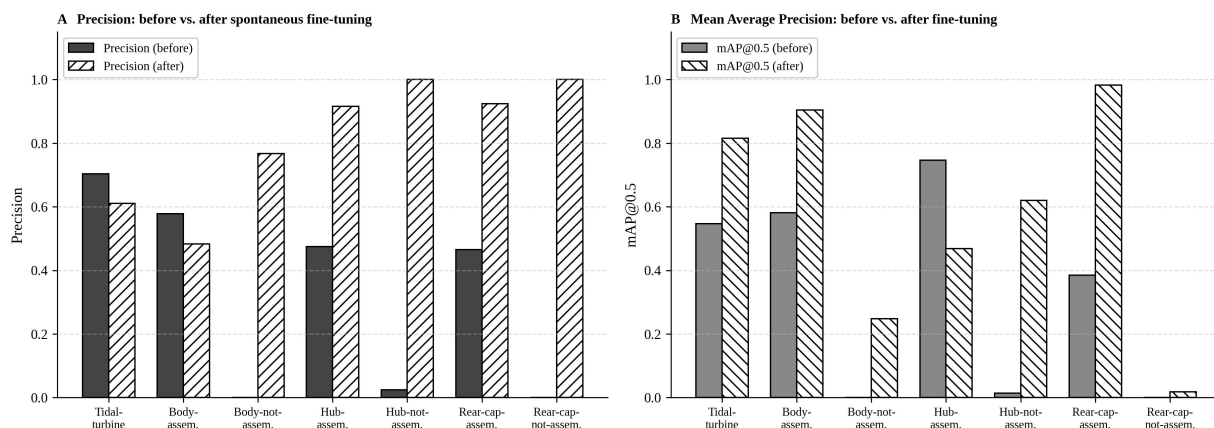 A Precision: before vs. after spontaneous fine-tuning
Precision (before)
Precision (after)
Precision
1.0
0.8
0.6
0.4
0.2
0.0
Tidal-
turbine
Body-
assem.
Body-not-
assem.
Hub-
assem.
Hub-not-
assem.
Rear-cap-
assem.
Rear-cap-
not-assem.
B Mean Average Precision: before vs. after fine-tuning
mAP@0.5 (before)
mAP@0.5 (after)
mAP@0.5
1.0
0.8
0.6
0.4
0.2
0.0
Tidal-
turbine
Body-
assem.
Body-not-
assem.
Hub-
assem.
Hub-not-
assem.
Rear-cap-
assem.
Rear-cap-
not-assem.